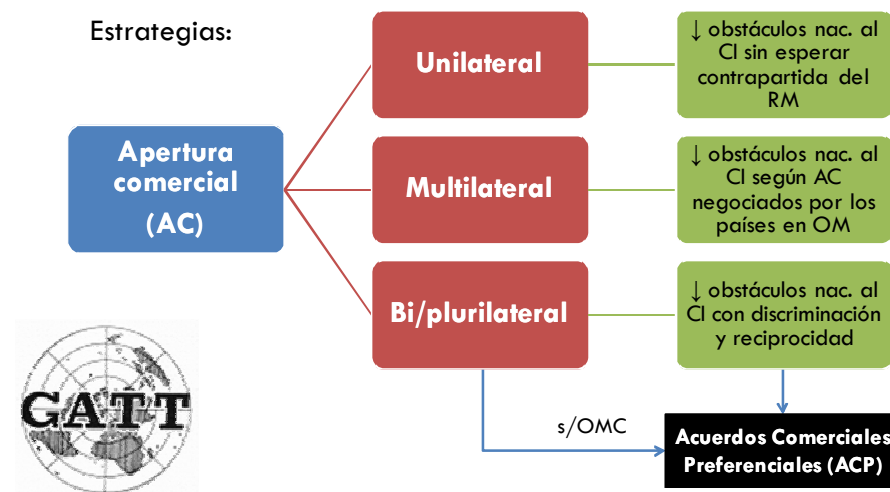 Estrategias:
Apertura
comercial
(AC)
Unilateral
↓ obstáculos nac. al
CI sin esperar
contrapartida del
RM
Multilateral
↓ obstáculos nac. al
CI según AC
negociados por los
países en OM
Bi/plurilateral
↓ obstáculos nac. al
CI con discriminación
y reciprocidad
s/OMC
Acuerdos Comerciales
Preferenciales (ACP)
GATT